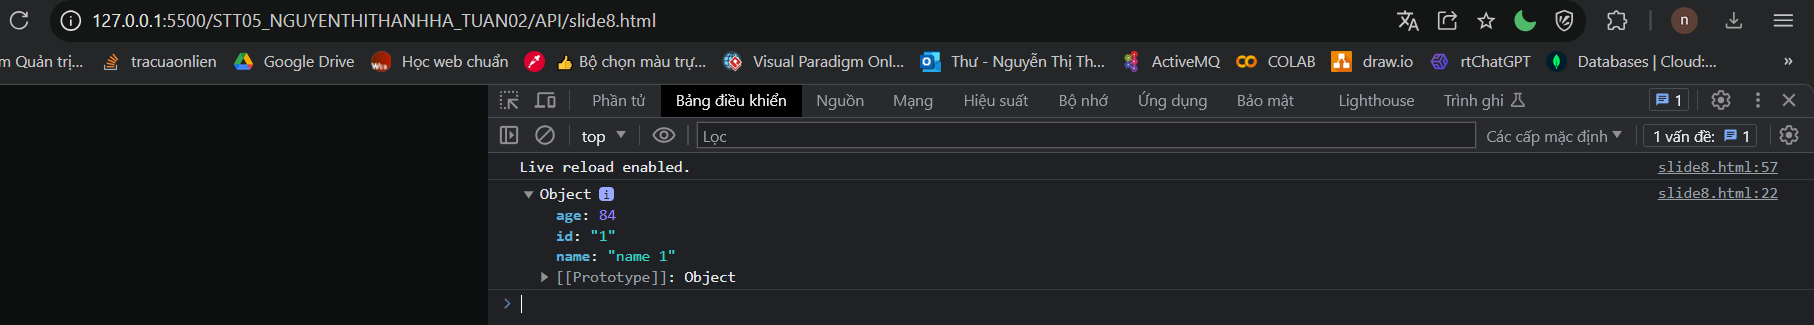 127.0.0.1:5500/STT05_NGUYENTHITHANHHA_TUAN02/API/slide8.html n
m Quản trị... tracuaonlien Google Drive Học web chuẩn Bộ chọn màu trự... Visual Paradigm Onl... Thư - Nguyễn Thị Th... ActiveMQ COLAB draw.io rtChatGPT Databases | Cloud:... »
Phần tử Bảng điều khiển Nguồn Mạng Hiệu suất Bộ nhớ Ứng dụng Bảo mật Lighthouse Trình ghi 1
top Lọc Các cấp mặc định 1 vấn đề: 1
Live reload enabled. slide8.html:57
Object i slide8.html:22
age: 84
id: "1"
name: "name 1"
[[Prototype]]: Object